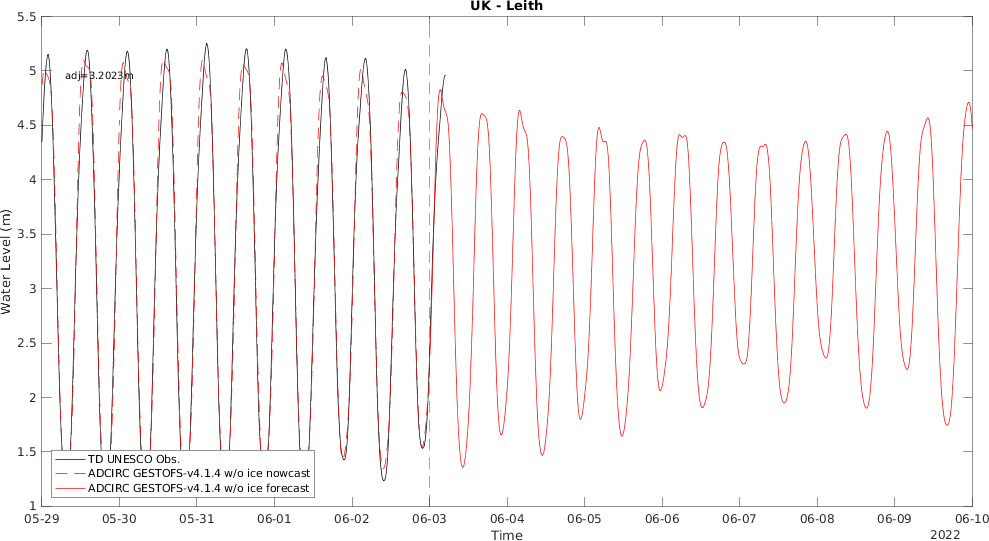 UK - Leith
5.5
5
4.5
4
3.5
3
2.5
2
1.5
1
Water Level (m)
adj=3.2023m
TD UNESCO Obs.
ADCIRC GESTOFS-v4.1.4 w/o ice nowcast
ADCIRC GESTOFS-v4.1.4 w/o ice forecast
05-29 05-30 05-31 06-01 06-02 06-03 06-04 06-05 06-06 06-07 06-08 06-09 06-10
Time
2022